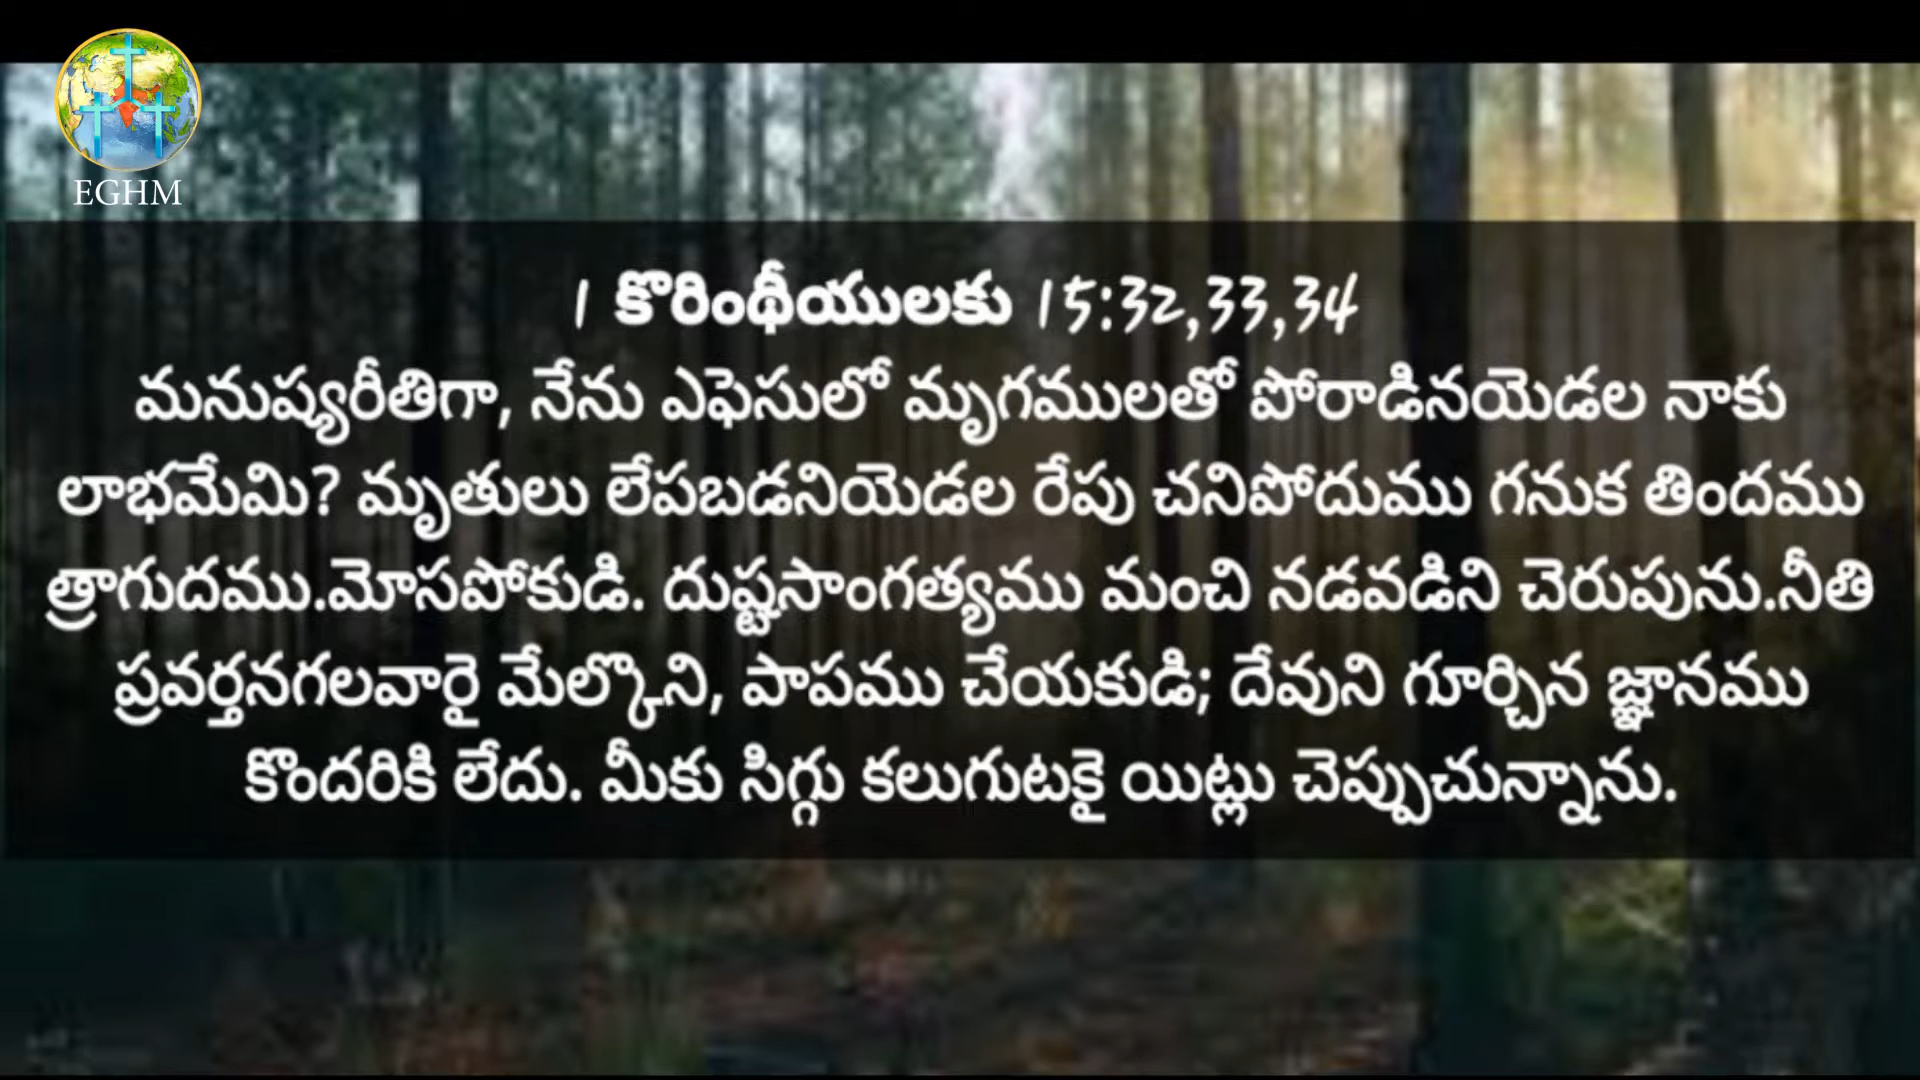 EGHM
1 కొరింథీయులకు 15:32,33,34
మనుష్యరీతిగా, నేను ఎఫెసులో మృగములతో పోరాడినయెడల నాకు
లాభమేమి? మృతులు లేపబడనియెడల రేపు చనిపోదుము గనుక తిందము
త్రాగుదము.మోసపోకుడి. దుష్టసాంగత్యము మంచి నడవడిని చెరుపును.నీతి
ప్రవర్తనగలవారై మేల్కొని, పాపము చేయకుడి; దేవుని గూర్చిన జ్ఞానము
కొందరికి లేదు. మీకు సిగ్గు కలుగుటకై యిట్లు చెప్పుచున్నాను.